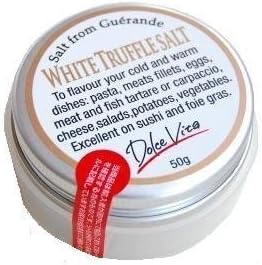 Salt from Guérande
WHITE TRUFFLE SALT
To flavour your cold and warm
dishes: pasta, meats fillets, eggs,
meat and fish tartare or carpaccio,
cheese,salads,potatoes, vegetables.
Excellent on sushi and foie gras.
Dolce Vita
50g